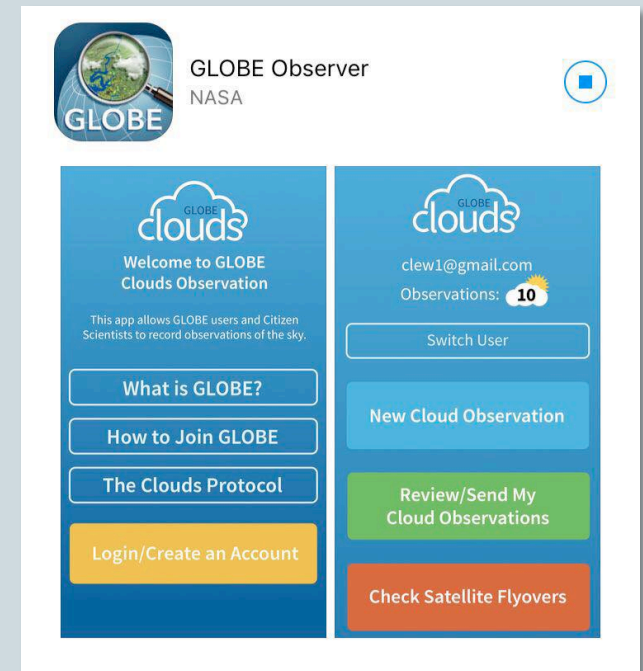 GLOBE
GLOBE Observer
NASA
GLOBE
clouds
Welcome to GLOBE
Clouds Observation
This app allows GLOBE users and Citizen
Scientists to record observations of the sky.
What is GLOBE?
How to Join GLOBE
The Clouds Protocol
Login/Create an Account
GLOBE
clouds
clew1@gmail.com
Observations: 10
Switch User
New Cloud Observation
Review/Send My
Cloud Observations
Check Satellite Flyovers